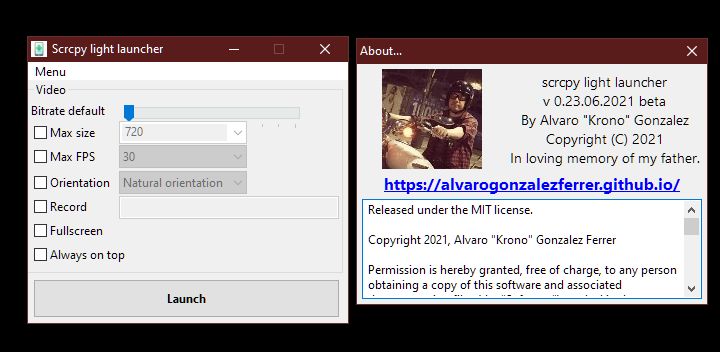 Scrcpy light launcher
Menu
Video
Bitrate default
Max size
720
Max FPS
30
Orientation
Natural orientation
Record
Fullscreen
Always on top
Launch
About...
scrcpy light launcher
v 0.23.06.2021 beta
By Alvaro "Krono" Gonzalez
Copyright (C) 2021
In loving memory of my father.
https://alvarogonzalezferrer.github.io/
Released under the MIT license.
Copyright 2021, Alvaro "Krono" Gonzalez Ferrer
Permission is hereby granted, free of charge, to any person
obtaining a copy of this software and associated